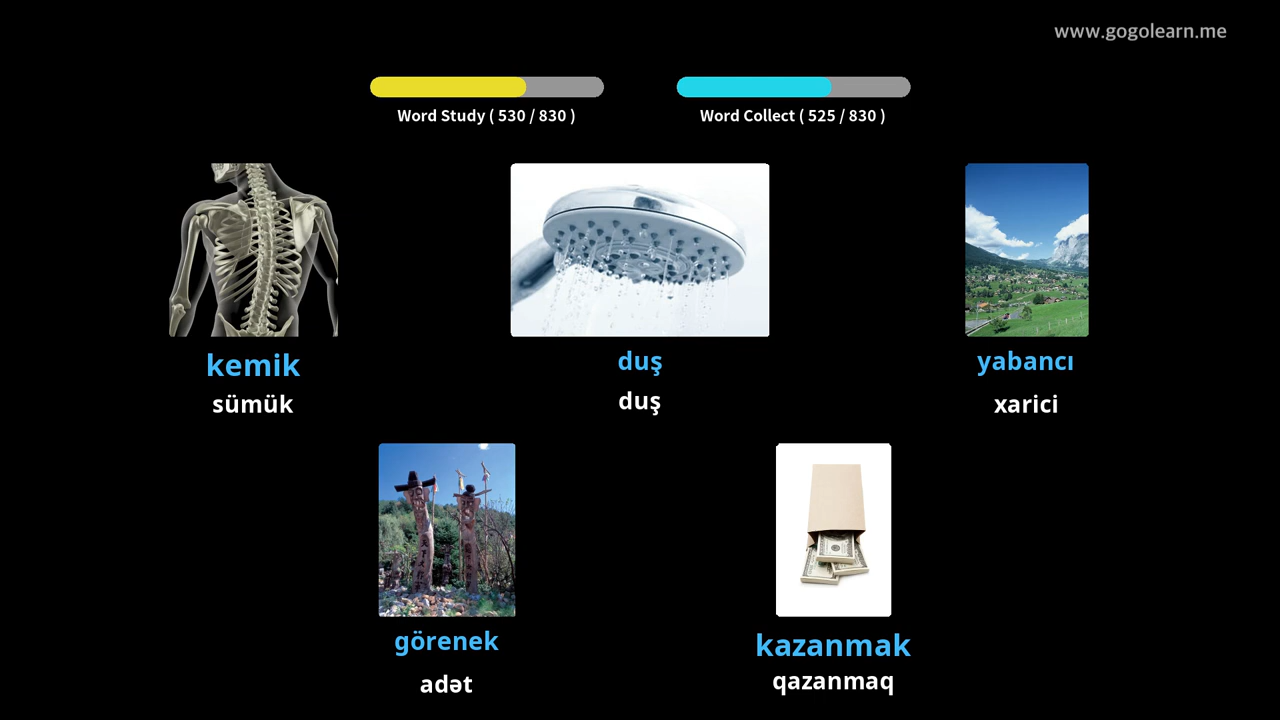 www.gogolearn.me
Word Study ( 530 / 830 )
Word Collect ( 525 / 830 )
kemik
sümük
duş
duş
yabancı
xarici
görenek
adət
kazanmak
qazanmaq